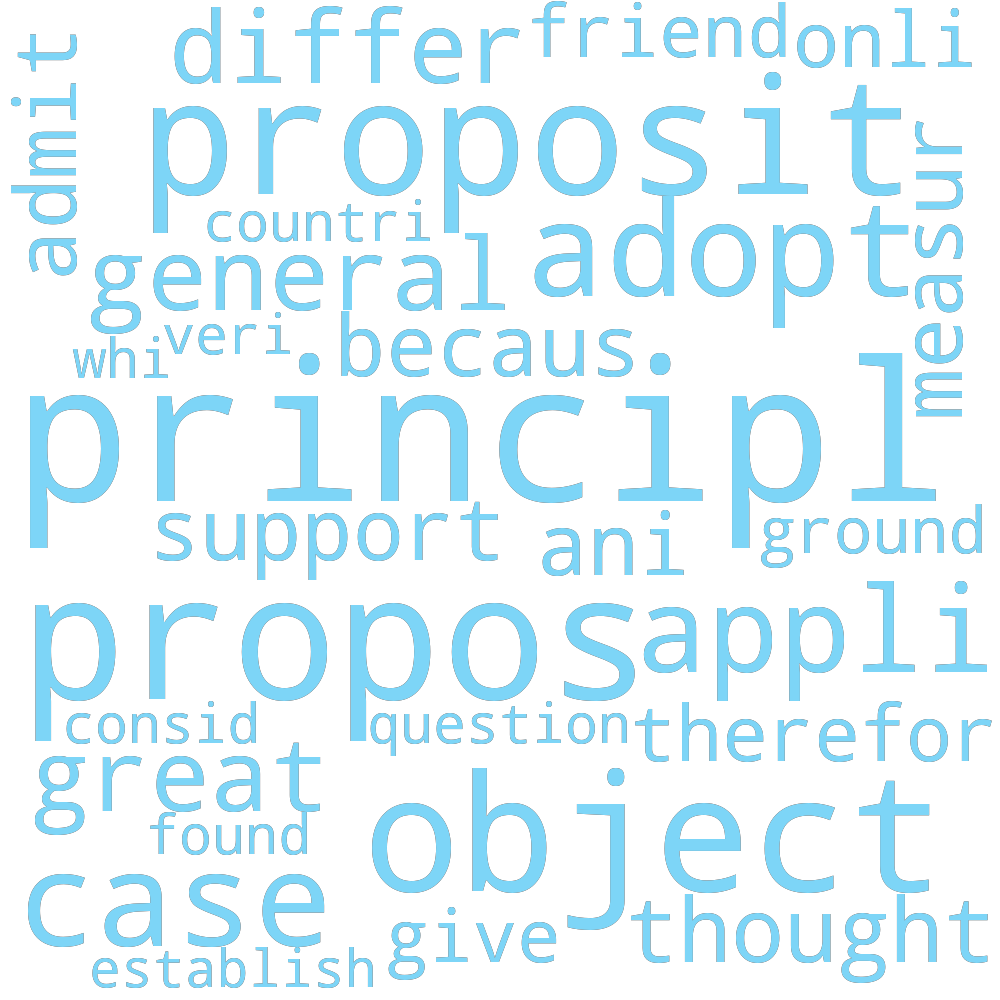 admit
differ
friend
onli
proposit
measur
countri
adopt
general
veri
whi
becaus
principl
support
ani
ground
propos
appli
consid
question
therefor
great
object
found
case
give
thought
establish